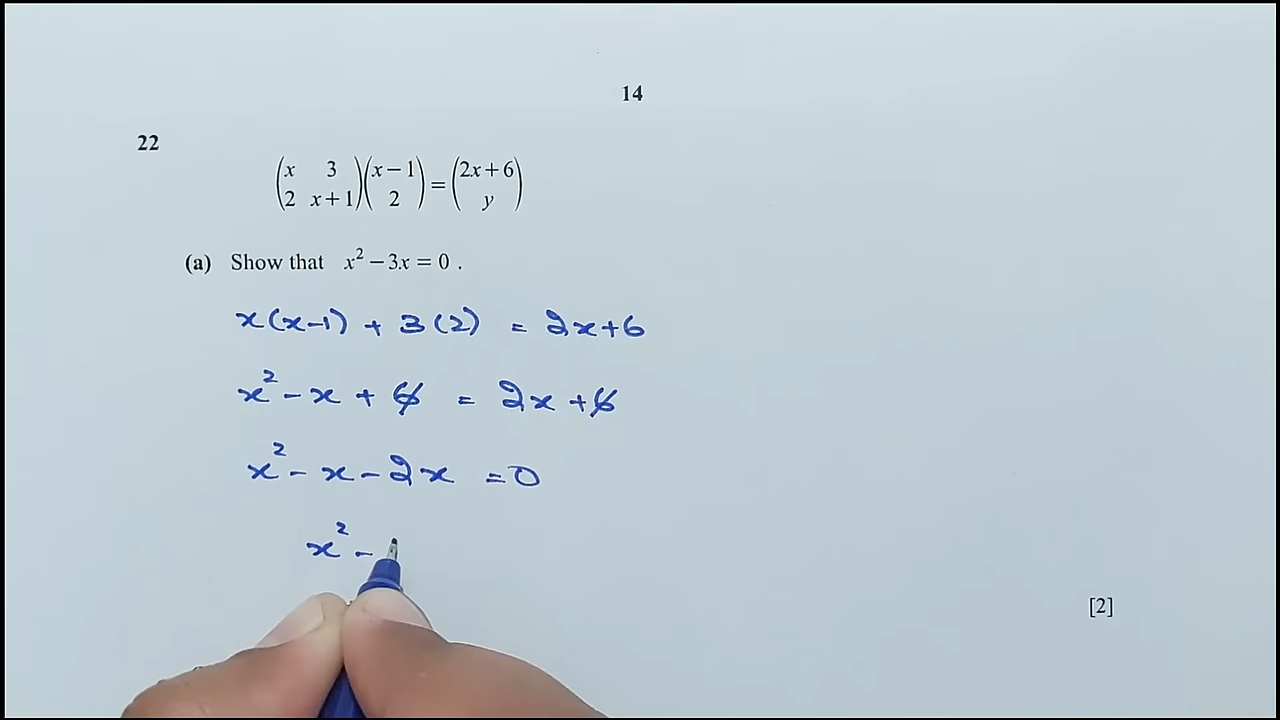 14
22
(x 3
2 x+1)(x-1
2) = (2x+6
y)
(a) Show that x² - 3x = 0 .
x(x-1) + 3(2) = 2x+6
x² - x + 6 = 2x + 6
x² - x - 2x = 0
x² -
[2]